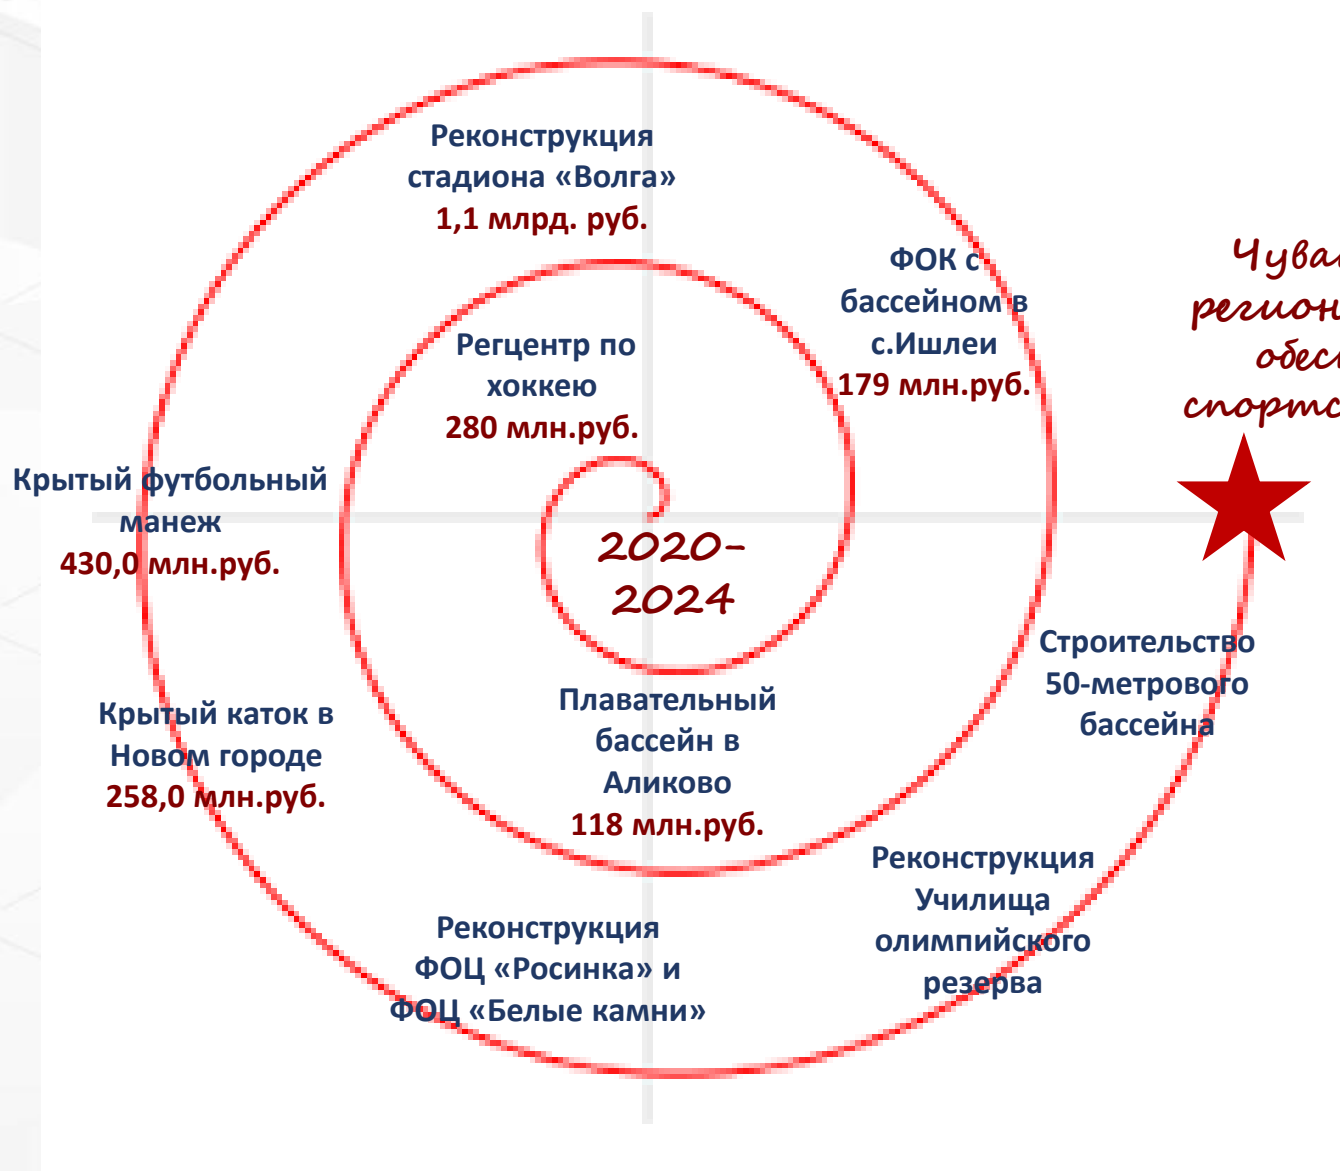 Реконструкция
стадиона «Волга»
1,1 млрд. руб.
ФОК с
бассейном в
с.Ишлеи
179 млн.руб.
Регцентр по
хоккею
280 млн.руб.
Крытый футбольный
манеж
430,0 млн.руб.
2020-
2024
Строительство
50-метрового
бассейна
Крытый каток в
Новом городе
258,0 млн.руб.
Плавательный
бассейн в
Аликово
118 млн.руб.
Реконструкция
Училища
олимпийского
резерва
Реконструкция
ФОЦ «Росинка» и
ФОЦ «Белые камни»